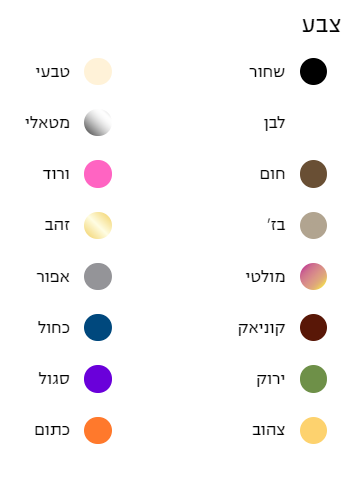 צבע
שחור
טבעי
לבן
מטאלי
חום
ורוד
בז'
זהב
מולטי
אפור
קוניאק
כחול
ירוק
סגול
צהוב
כתום